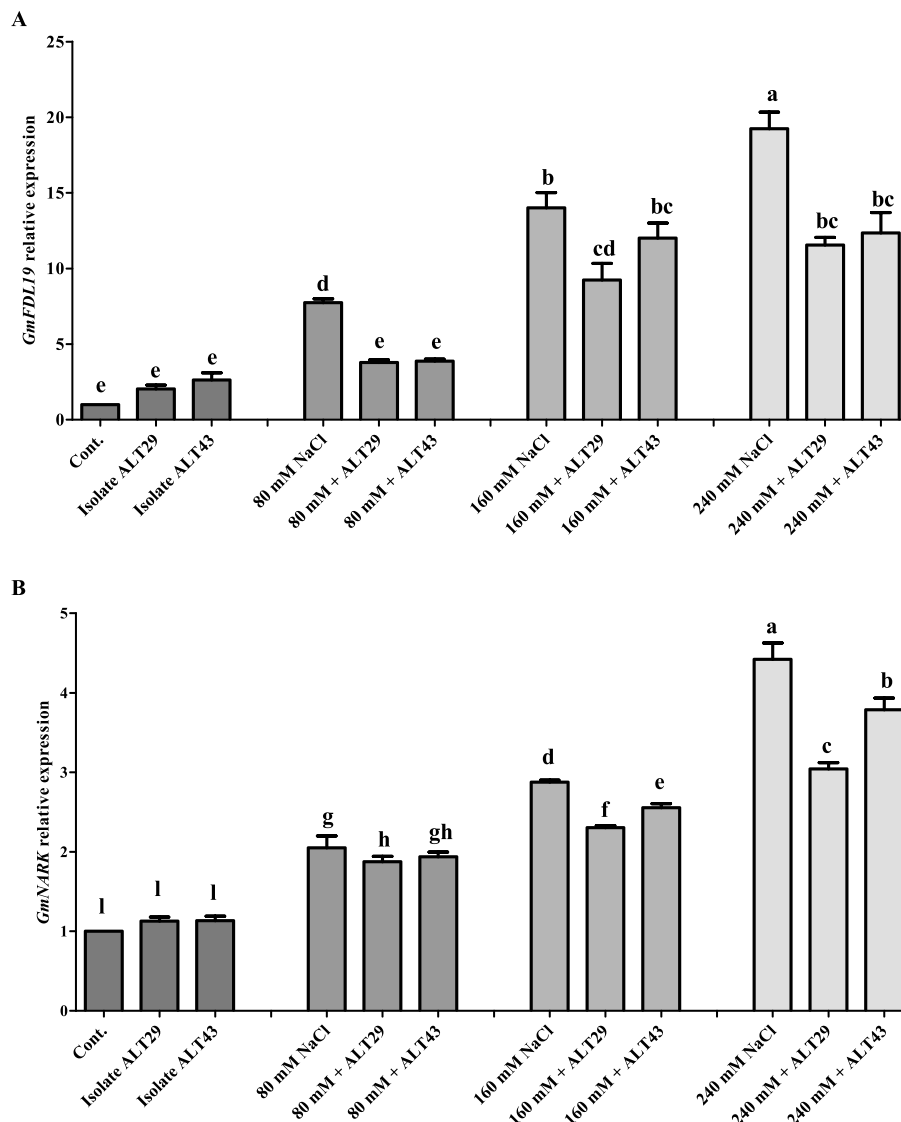 A
GmFDL19 relative expression
25
20
15
10
5
0
e
e
e
d
e
e
b
cd
bc
a
bc
bc
Cont.
Isolate ALT29
Isolate ALT43
80 mM NaCl
80 mM + ALT29
80 mM + ALT43
160 mM NaCl
160 mM + ALT29
160 mM + ALT43
240 mM NaCl
240 mM + ALT29
240 mM + ALT43
B
GmNARK relative expression
5
4
3
2
1
0
l
l
l
g
h
gh
d
f
e
a
c
b
Cont.
Isolate ALT29
Isolate ALT43
80 mM NaCl
80 mM + ALT29
80 mM + ALT43
160 mM NaCl
160 mM + ALT29
160 mM + ALT43
240 mM NaCl
240 mM + ALT29
240 mM + ALT43